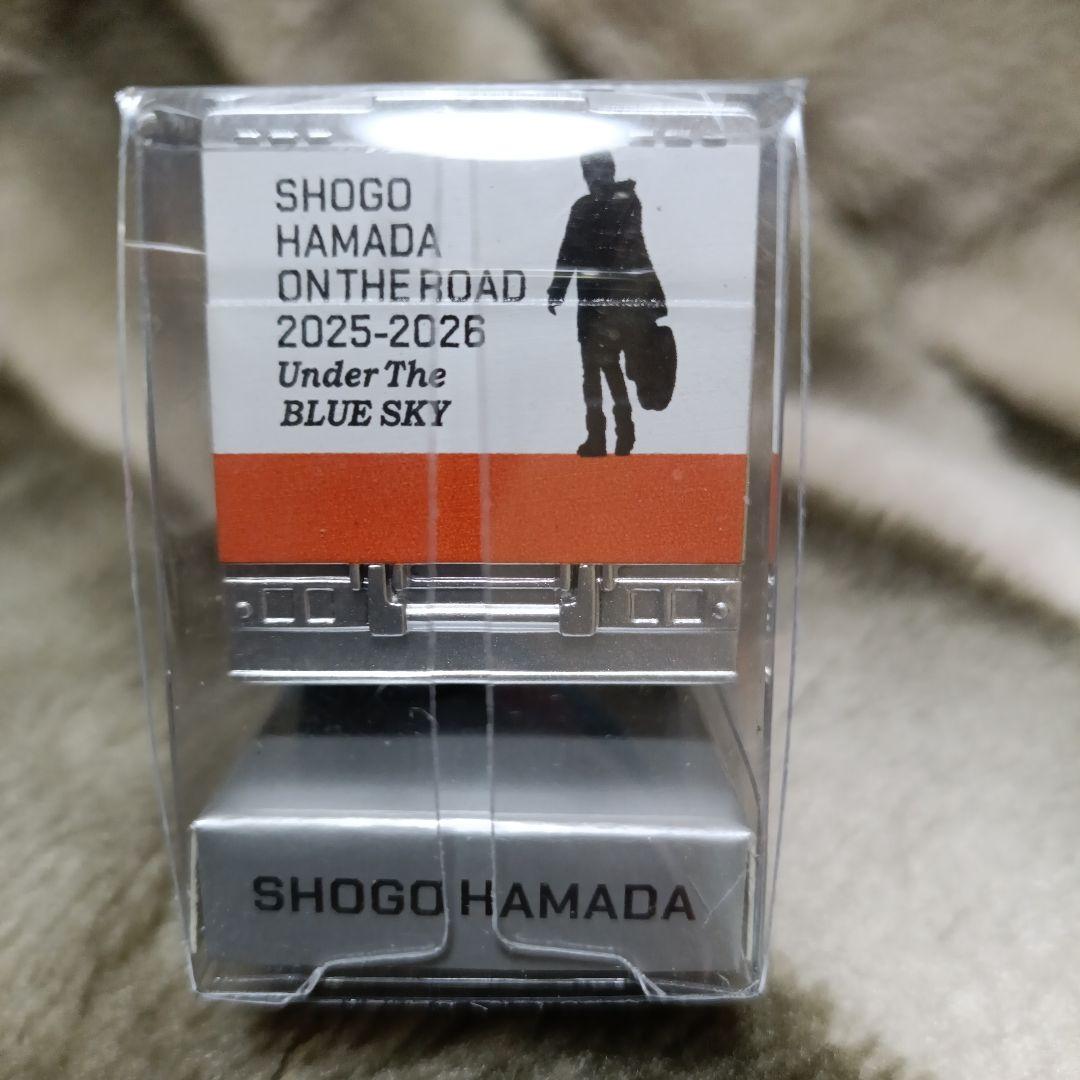 SHOGO
HAMADA
ON THE ROAD
2025-2026
Under The
BLUE SKY
SHOGO HAMADA